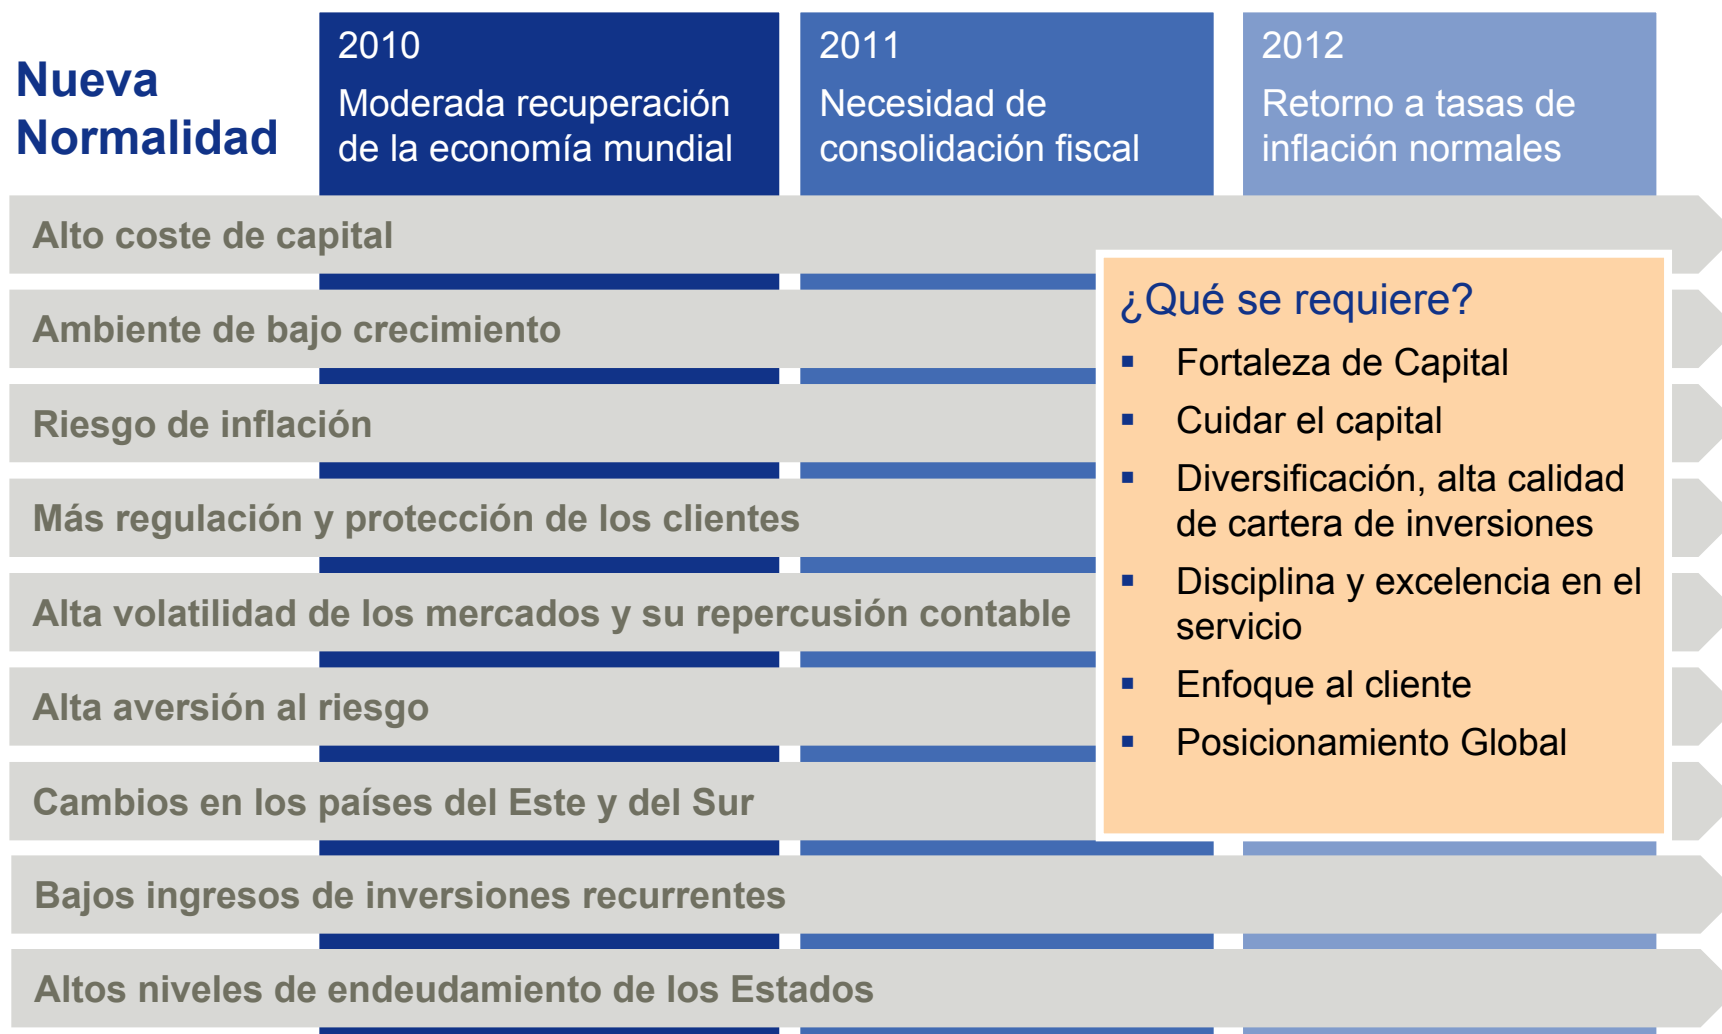 Nueva
Normalidad
2010
Moderada recuperación
de la economía mundial
2011
Necesidad de
consolidación fiscal
2012
Retorno a tasas de
inflación normales
Alto coste de capital
Ambiente de bajo crecimiento
Riesgo de inflación
Más regulación y protección de los clientes
Alta volatilidad de los mercados y su repercusión contable
Alta aversión al riesgo
Cambios en los países del Este y del Sur
Bajos ingresos de inversiones recurrentes
Altos niveles de endeudamiento de los Estados
¿Qué se requiere?
▪ Fortaleza de Capital
▪ Cuidar el capital
▪ Diversificación, alta calidad
de cartera de inversiones
▪ Disciplina y excelencia en el
servicio
▪ Enfoque al cliente
▪ Posicionamiento Global